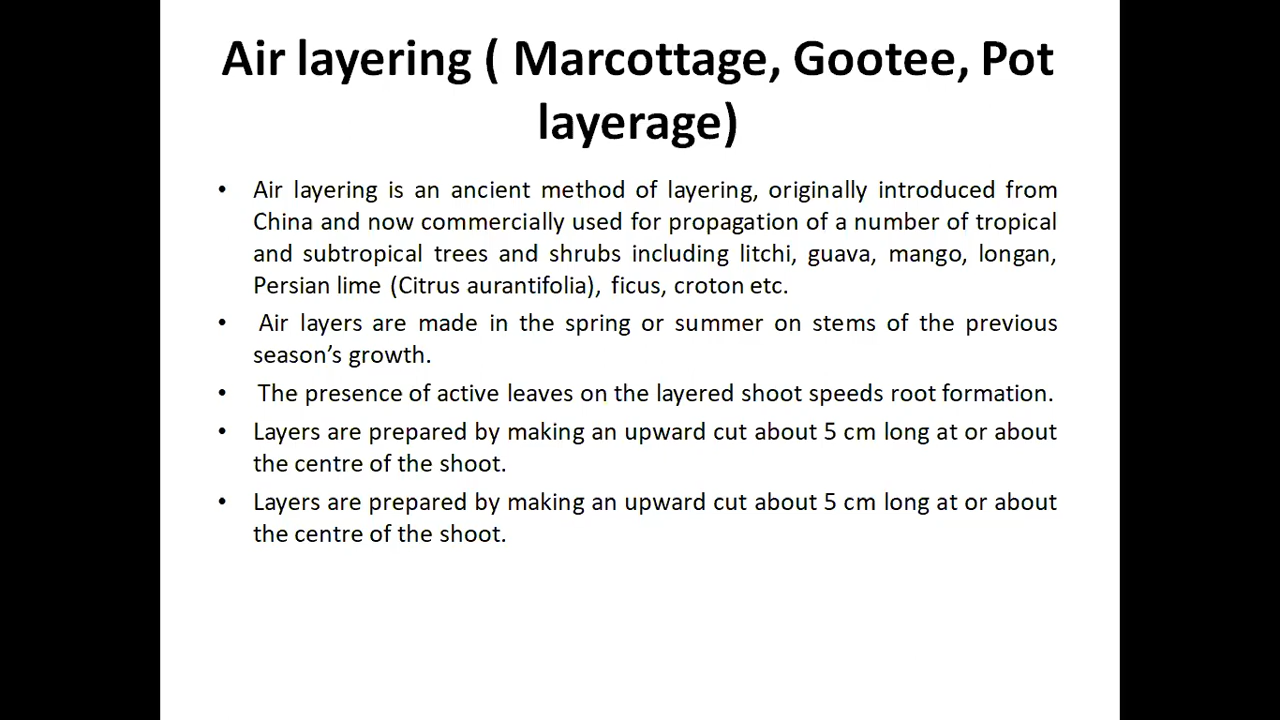 Air layering ( Marcottage, Gootee, Pot
layerage)
• Air layering is an ancient method of layering, originally introduced from
China and now commercially used for propagation of a number of tropical
and subtropical trees and shrubs including litchi, guava, mango, longan,
Persian lime (Citrus aurantifolia), ficus, croton etc.
• Air layers are made in the spring or summer on stems of the previous
season’s growth.
• The presence of active leaves on the layered shoot speeds root formation.
• Layers are prepared by making an upward cut about 5 cm long at or about
the centre of the shoot.
• Layers are prepared by making an upward cut about 5 cm long at or about
the centre of the shoot.